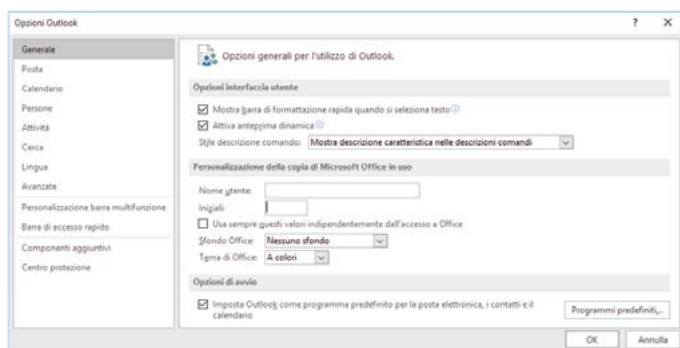 Opzioni Outlook
Generale
Posta
Calendario
Persone
Attività
Cerca
Lingua
Avanzate
Personalizzazione barra multifunzione
Barra di accesso rapido
Componenti aggiuntivi
Centro protezione
Opzioni generali per l'utilizzo di Outlook.
Opzioni interfaccia utente
Mostra barra di formattazione rapida quando si seleziona testo
Attiva anteprima dinamica
Stile descrizione comando: Mostra descrizione caratteristica nelle descrizioni comandi
Personalizzazione della copia di Microsoft Office in uso
Nome utente:
Iniziali:
Usa sempre questi valori indipendentemente dall'accesso a Office
Sfondo Office: Nessuno sfondo
Tema di Office: A colori
Opzioni di avvio
Imposta Outlook come programma predefinito per la posta elettronica, i contatti e il
calendario
Programmi predefiniti...
OK Annulla